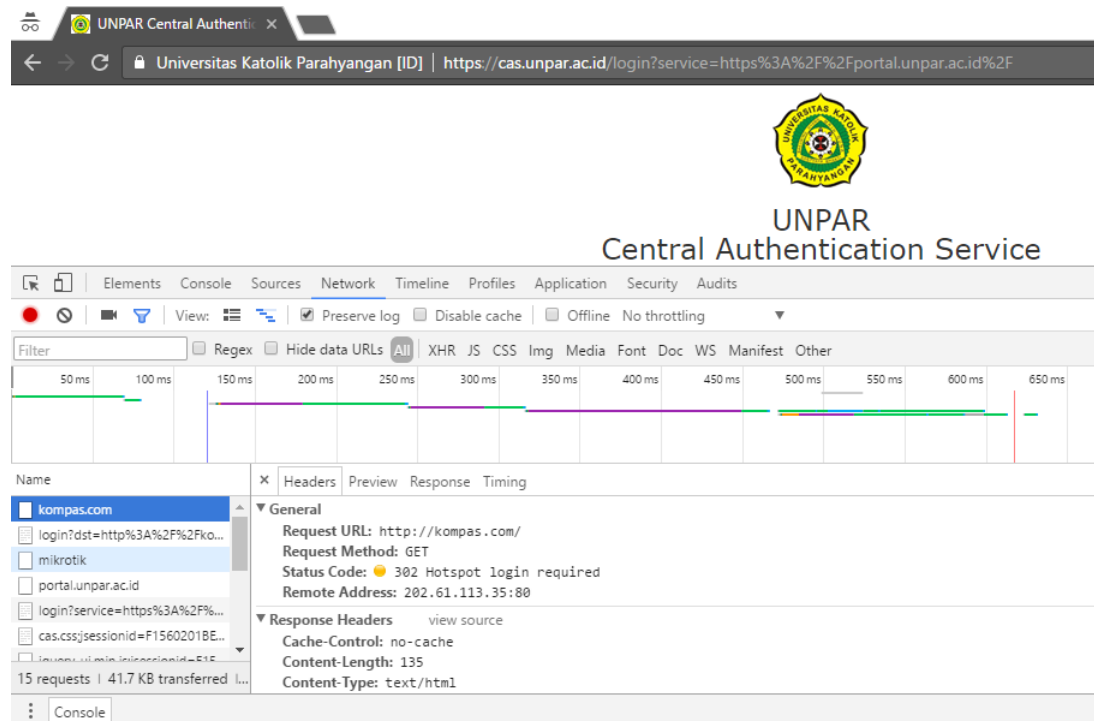 UNPAR Central Authentic
Universitas Katolik Parahyangan [ID] | https://cas.unpar.ac.id/login?service=https%3A%2F%2Fportal.unpar.ac.id%2F
UNIVERSITAS KATOLIK
PARAHYANGAN
UNPAR
Central Authentication Service
Elements Console Sources Network Timeline Profiles Application Security Audits
View: Preserve log Disable cache Offline No throttling
Filter Regex Hide data URLs All XHR JS CSS Img Media Font Doc WS Manifest Other
50 ms 100 ms 150 ms 200 ms 250 ms 300 ms 350 ms 400 ms 450 ms 500 ms 550 ms 600 ms 650 ms
Name
Headers Preview Response Timing
kompas.com
login?dst=http%3A%2F%2Fko...
mikrotik
portal.unpar.ac.id
login?service=https%3A%2F%...
cas.css;jsessionid=F1560201BE...
15 requests | 41.7 KB transferred |...
General
Request URL: http://kompas.com/
Request Method: GET
Status Code: 302 Hotspot login required
Remote Address: 202.61.113.35:80
Response Headers view source
Cache-Control: no-cache
Content-Length: 135
Content-Type: text/html
Console